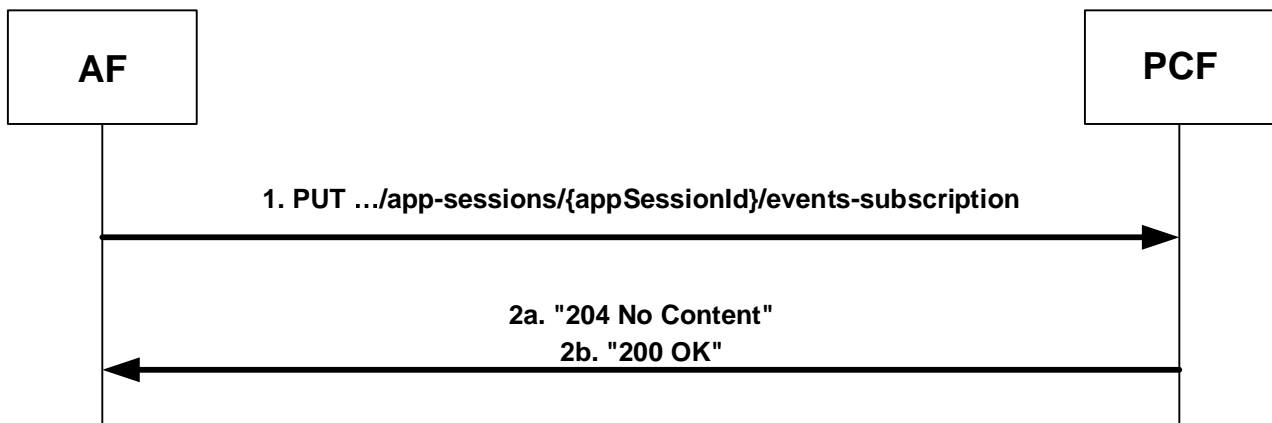 AF
PCF
1. PUT …/app-sessions/{appSessionId}/events-subscription
2a. "204 No Content"
2b. "200 OK"